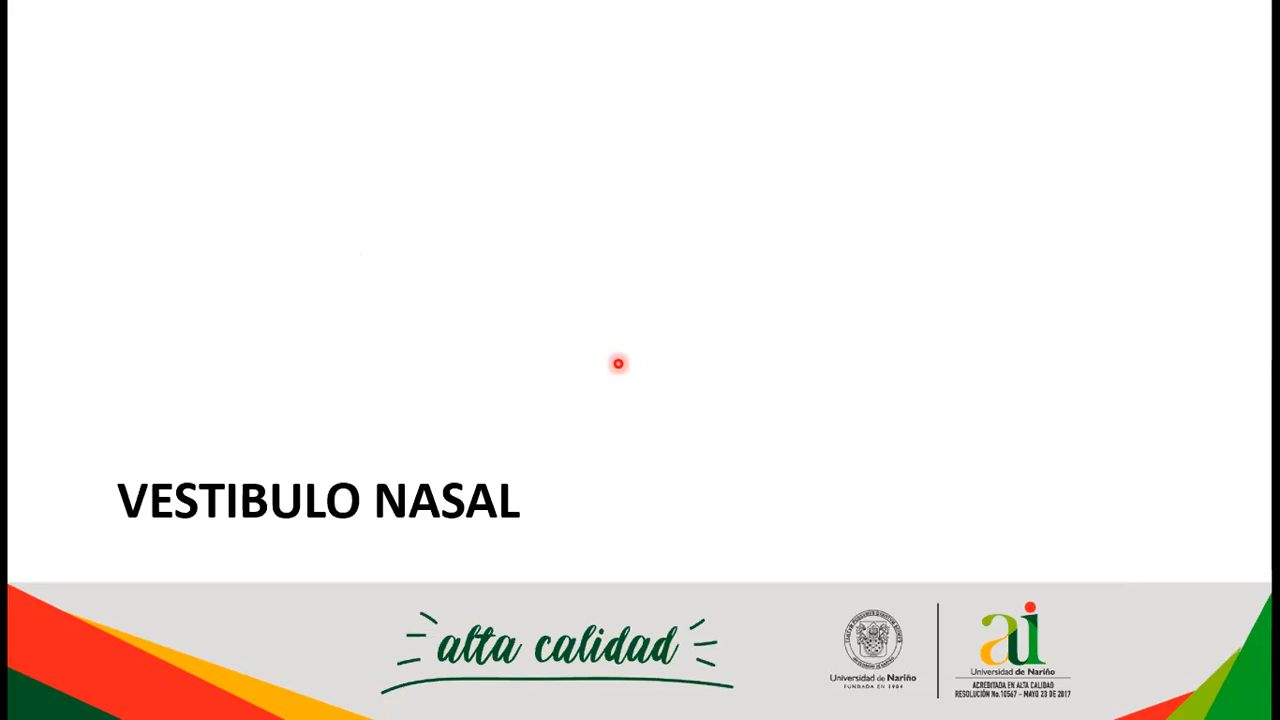 VESTIBULO NASAL
alta calidad
Universidad de Nariño
FUNDADA EN 1904
ai
Universidad de Nariño
ACREDITADA EN ALTA CALIDAD
RESOLUCIÓN No.10567 – MAYO 23 DE 2017